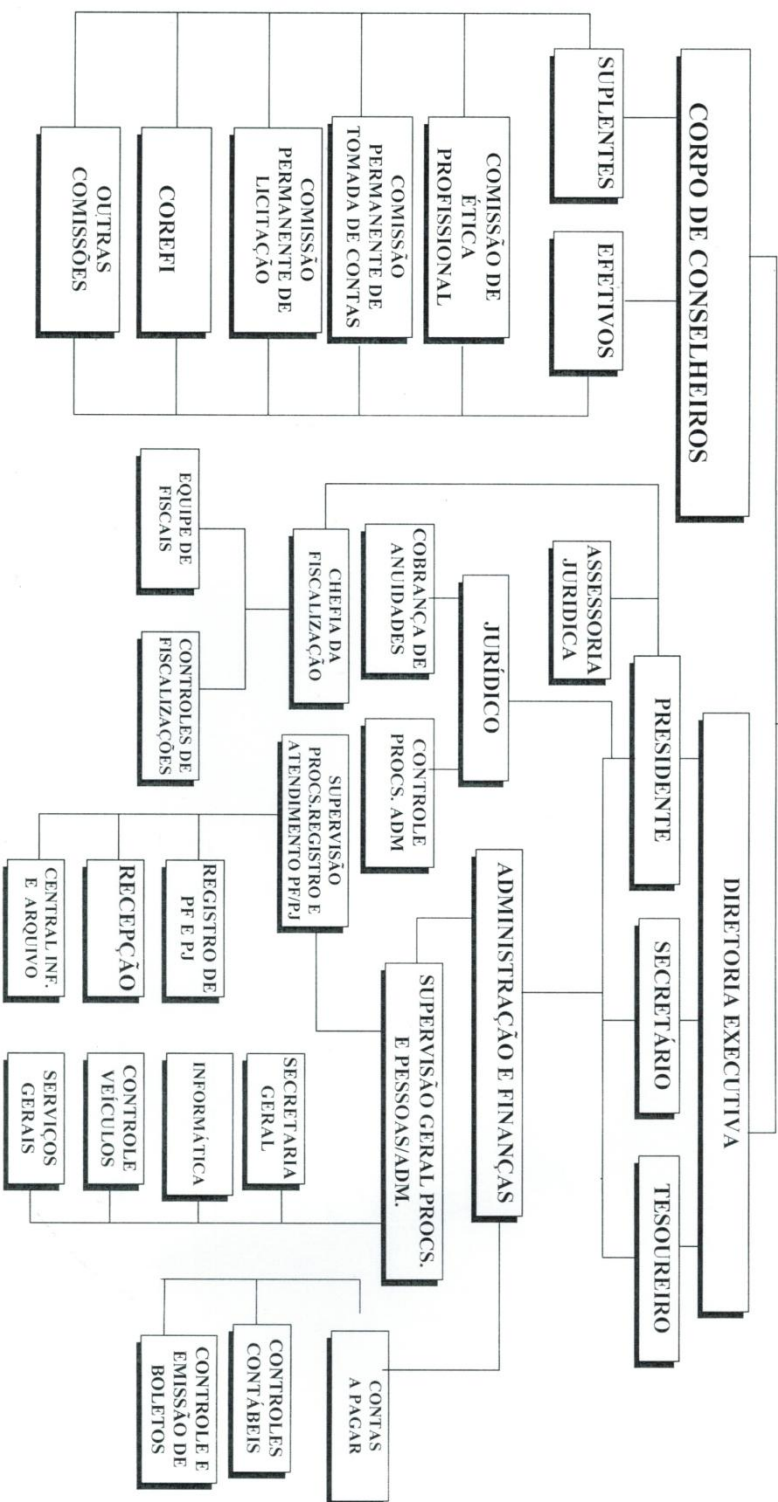 CORPO DE CONSELHEIROS
DIRETORIA EXECUTIVA
SUPLENTES
EFETIVOS
PRESIDENTE
SECRETÁRIO
TESOUREIRO
ASSESSORIA
JURIDICA
COMISSÃO DE
ÉTICA
PROFISSIONAL
COMISSÃO
PERMANENTE DE
TOMADA DE CONTAS
COMISSÃO
PERMANENTE DE
LICITAÇÃO
COREFI
OUTRAS
COMISSÕES
JURÍDICO
ADMINISTRAÇÃO E FINANÇAS
COBRANÇA DE
ANUIDADES
CONTROLE
PROCS. ADM
SUPERVISÃO GERAL PROCS.
E PESSOAS/ADM.
CHEFIA DA
FISCALIZAÇÃO
SUPERVISÃO
PROCS.REGISTRO E
ATENDIMENTO PF/PJ
EQUIPE DE
FISCAIS
CONTROLES DE
FISCALIZAÇÕES
REGISTRO DE
PF E PJ
RECEPÇÃO
CENTRAL INF.
E ARQUIVO
SECRETARIA
GERAL
INFORMÁTICA
CONTROLE
VEÍCULOS
SERVIÇOS
GERAIS
CONTAS
A PAGAR
CONTROLES
CONTÁBEIS
CONTROLE E
EMISSÃO DE
BOLETOS